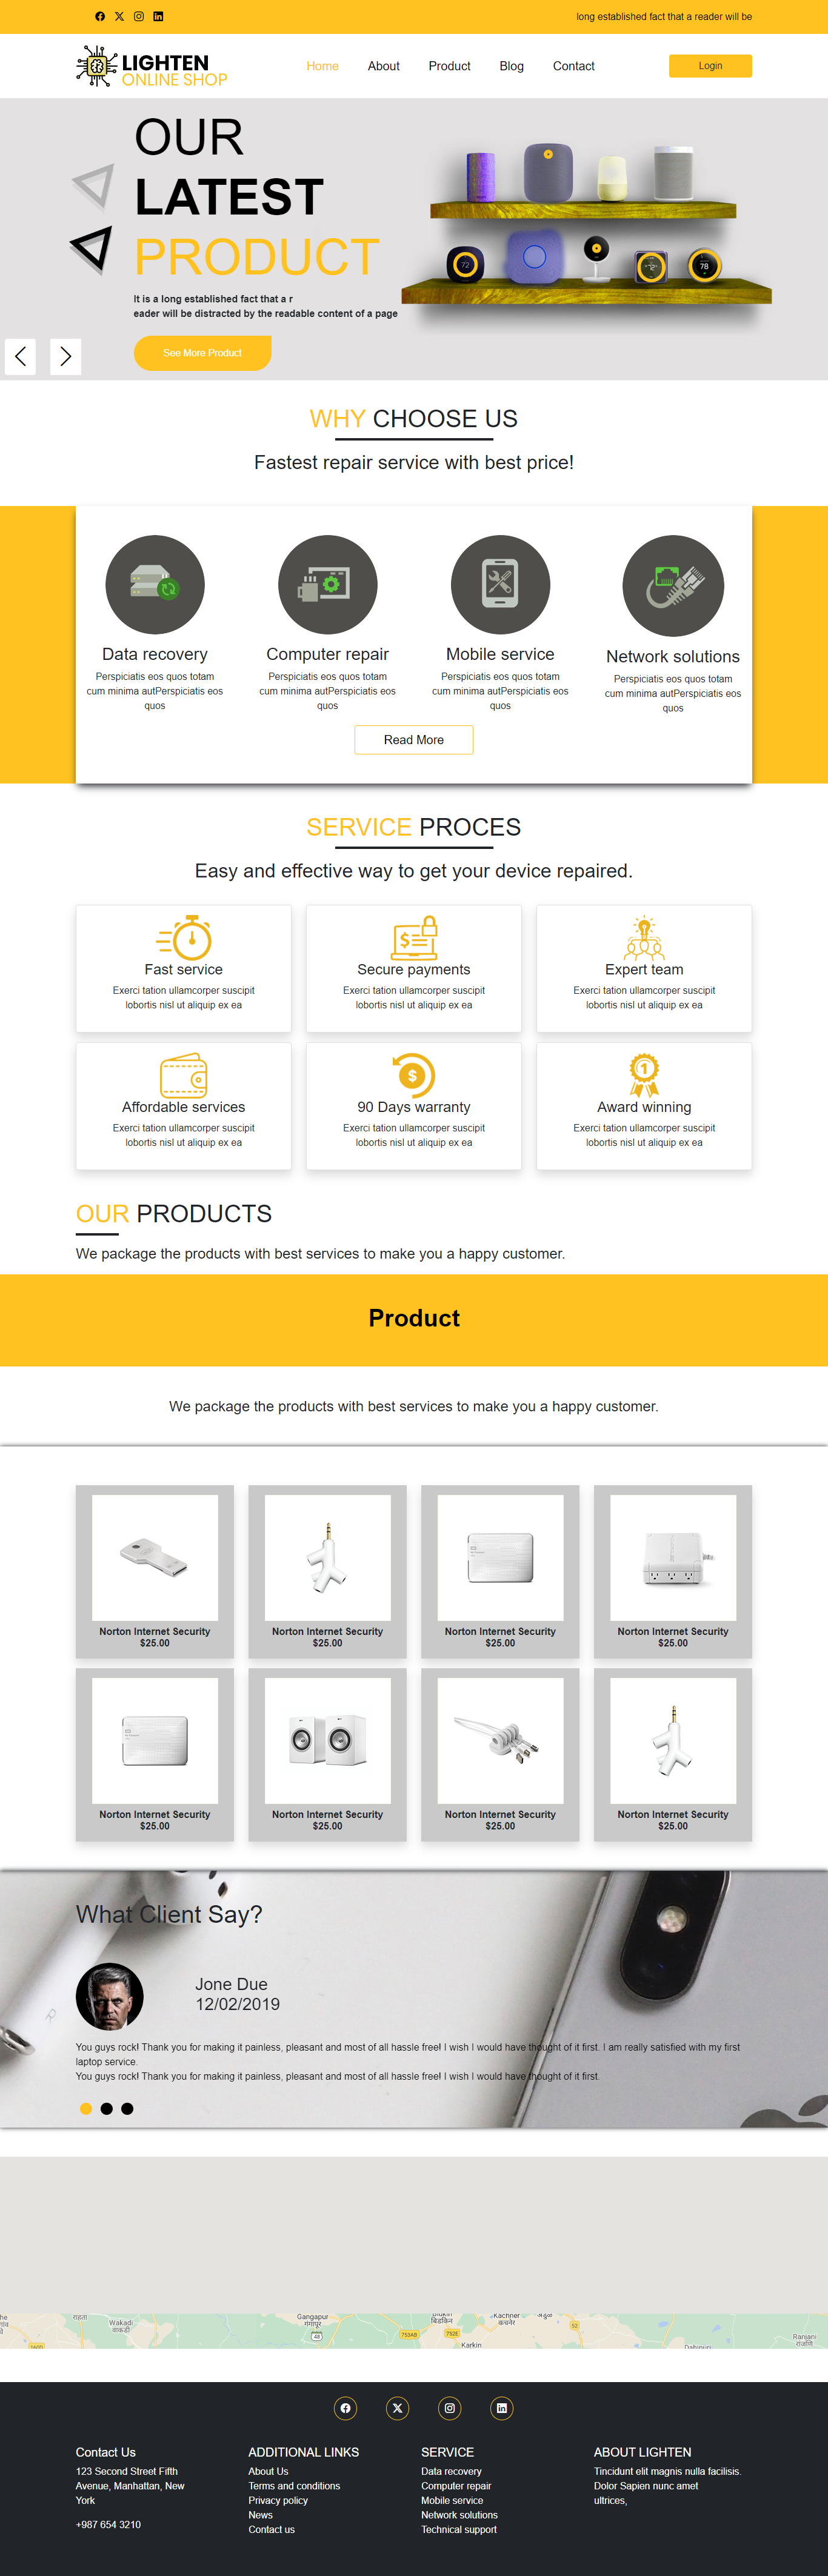 long established fact that a reader will be
LIGHTEN
ONLINE SHOP
Home
About
Product
Blog
Contact
Login
OUR
LATEST
PRODUCT
It is a long established fact that a r
eader will be distracted by the readable content of a page
See More Product
72
78
WHY CHOOSE US
Fastest repair service with best price!
Data recovery
Perspiciatis eos quos totam
cum minima autPerspiciatis eos
quos
Computer repair
Perspiciatis eos quos totam
cum minima autPerspiciatis eos
quos
Mobile service
Perspiciatis eos quos totam
cum minima autPerspiciatis eos
quos
Network solutions
Perspiciatis eos quos totam
cum minima autPerspiciatis eos
quos
Read More
SERVICE PROCES
Easy and effective way to get your device repaired.
Fast service
Exerci tation ullamcorper suscipit
lobortis nisl ut aliquip ex ea
Secure payments
Exerci tation ullamcorper suscipit
lobortis nisl ut aliquip ex ea
Expert team
Exerci tation ullamcorper suscipit
lobortis nisl ut aliquip ex ea
Affordable services
Exerci tation ullamcorper suscipit
lobortis nisl ut aliquip ex ea
90 Days warranty
Exerci tation ullamcorper suscipit
lobortis nisl ut aliquip ex ea
Award winning
Exerci tation ullamcorper suscipit
lobortis nisl ut aliquip ex ea
OUR PRODUCTS
We package the products with best services to make you a happy customer.
Product
We package the products with best services to make you a happy customer.
Norton Internet Security
$25.00
Norton Internet Security
$25.00
Norton Internet Security
$25.00
Norton Internet Security
$25.00
Norton Internet Security
$25.00
Norton Internet Security
$25.00
Norton Internet Security
$25.00
Norton Internet Security
$25.00
What Client Say?
Jone Due
12/02/2019
You guys rock! Thank you for making it painless, pleasant and most of all hassle free! I wish I would have thought of it first. I am really satisfied with my first
laptop service.
You guys rock! Thank you for making it painless, pleasant and most of all hassle free! I wish I would have thought of it first.
Wakadi
वाकडी
Gangapur
गंगापूर
48
753AB
752E
Karkin
Kachner
कचनेर
52
Ranjani
Contact Us
123 Second Street Fifth
Avenue, Manhattan, New
York
+987 654 3210
ADDITIONAL LINKS
About Us
Terms and conditions
Privacy policy
News
Contact us
SERVICE
Data recovery
Computer repair
Mobile service
Network solutions
Technical support
ABOUT LIGHTEN
Tincidunt elit magnis nulla facilisis.
Dolor Sapien nunc amet
ultrices,